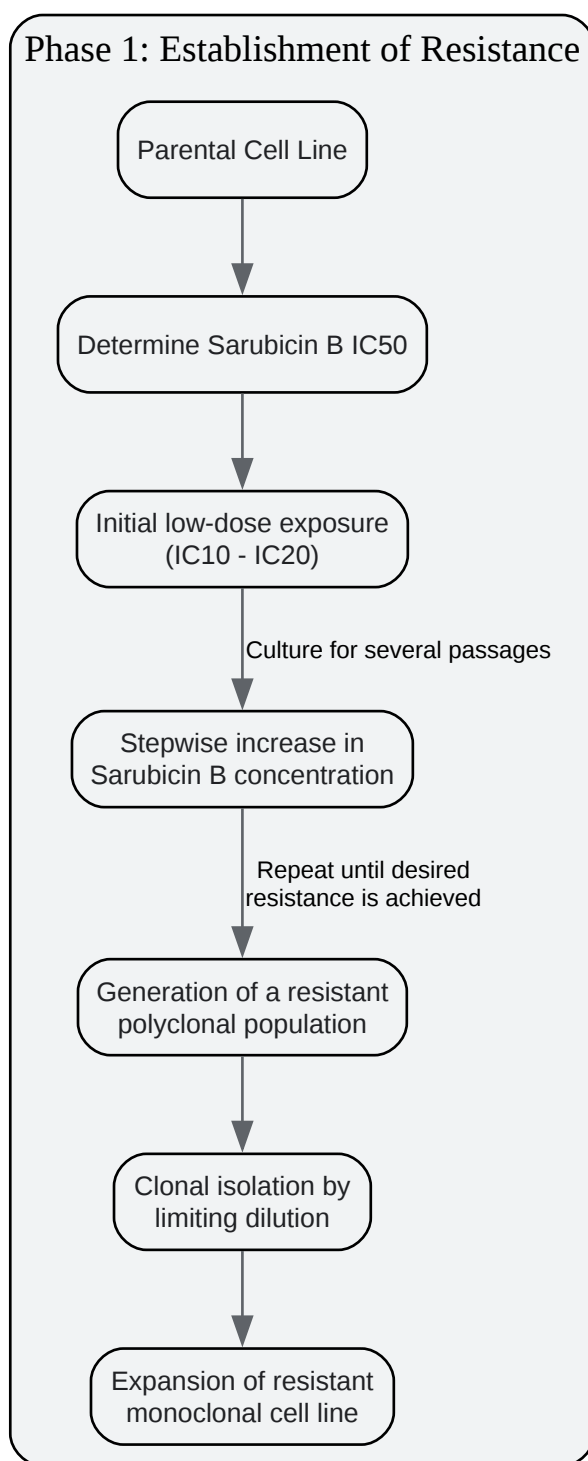 Phase 1: Establishment of Resistance
Parental Cell Line
Determine Sarubicin B IC50
Initial low-dose exposure
(IC10 - IC20)
Culture for several passages
Stepwise increase in
Sarubicin B concentration
Repeat until desired
resistance is achieved
Generation of a resistant
polyclonal population
Clonal isolation by
limiting dilution
Expansion of resistant
monoclonal cell line